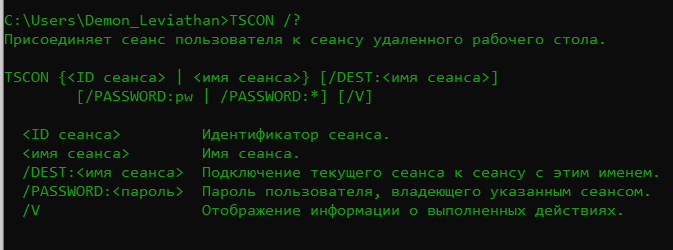 C:\Users\Demon_Leviathan>TSCON /?
Присоединяет сеанс пользователя к сеансу удаленного рабочего стола.
TSCON {<ID сеанса> | <имя сеанса>} [/DEST:<имя сеанса>]
[/PASSWORD:pw | /PASSWORD:*] [/V]
<ID сеанса> Идентификатор сеанса.
<имя сеанса> Имя сеанса.
/DEST:<имя сеанса> Подключение текущего сеанса к сеансу с этим именем.
/PASSWORD:<пароль> Пароль пользователя, владеющего указанным сеансом.
/V Отображение информации о выполненных действиях.